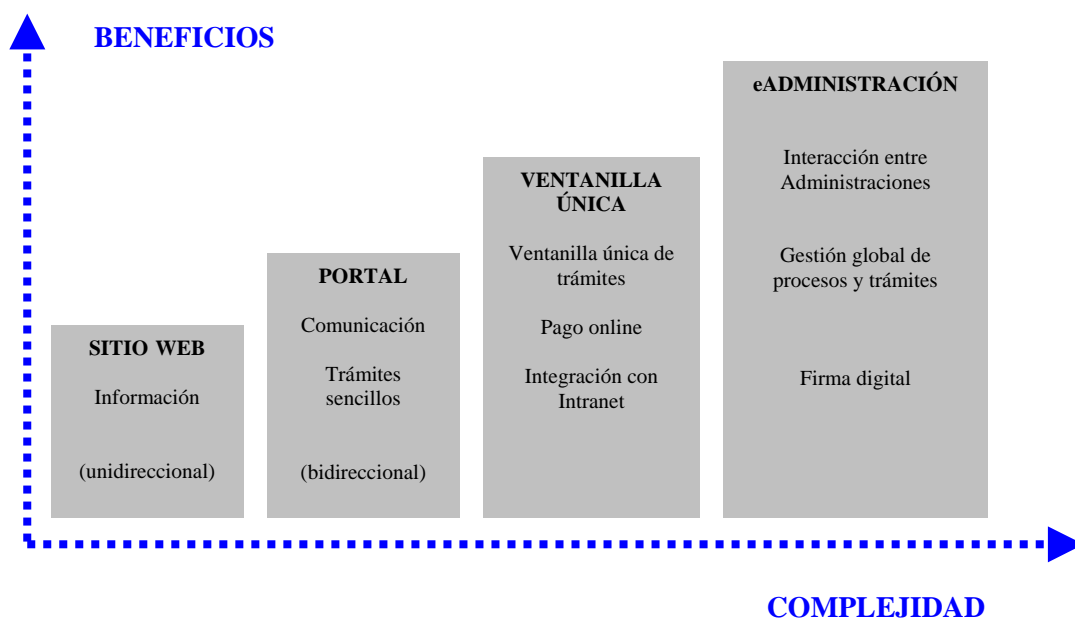 BENEFICIOS
SITIO WEB
Información
(unidireccional)
PORTAL
Comunicación
Trámites
sencillos
(bidireccional)
VENTANILLA
ÚNICA
Ventanilla única de
trámites
Pago online
Integración con
Intranet
eADMINISTRACIÓN
Interacción entre
Administraciones
Gestión global de
procesos y trámites
Firma digital
COMPLEJIDAD